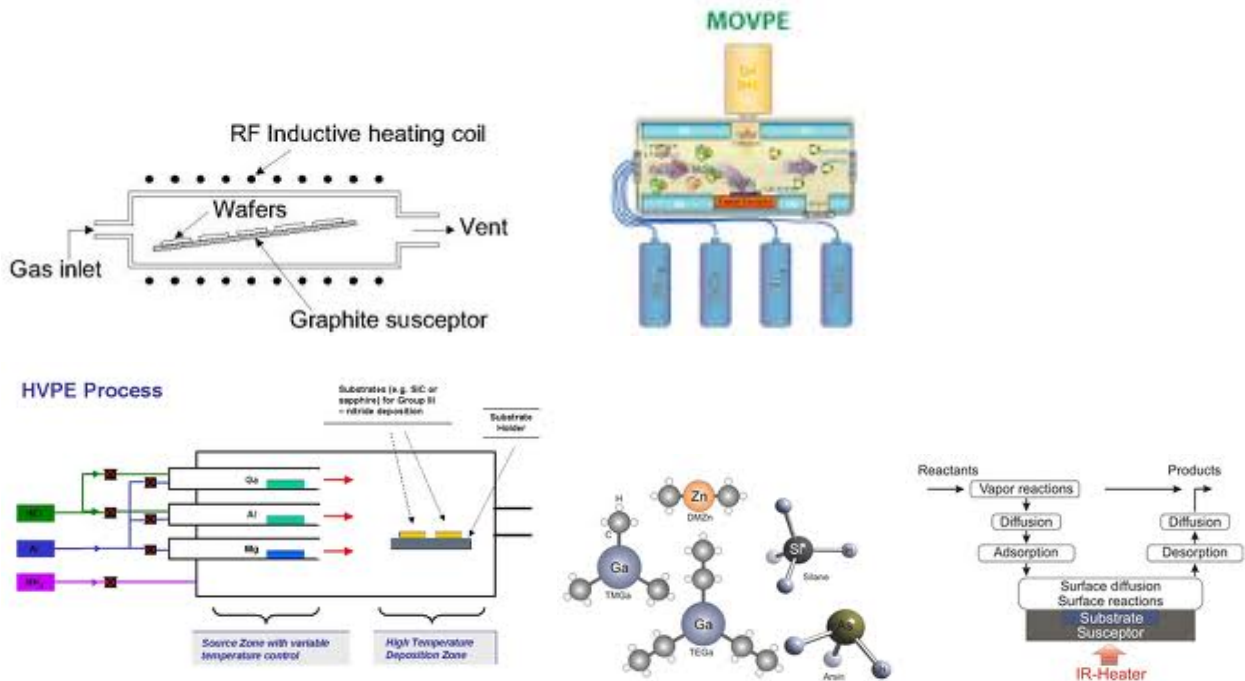 MOVPE
RF Inductive heating coil
Wafers
Vent
Gas inlet
Graphite susceptor
HVPE Process
Substrates (e.g. SiC or
sapphire) for Group III
– nitride deposition
Substrate
Holder
Ga
Al
Mg
Source Zone with variable
temperature control
High Temperature
Deposition Zone
H
C
Ga
TMGa
Zn
DMZn
Ga
TEGa
Si
Silane
As
Arsin
Reactants
Products
Vapor reactions
Diffusion
Diffusion
Adsorption
Desorption
Surface diffusion
Surface reactions
Substrate
Susceptor
IR-Heater